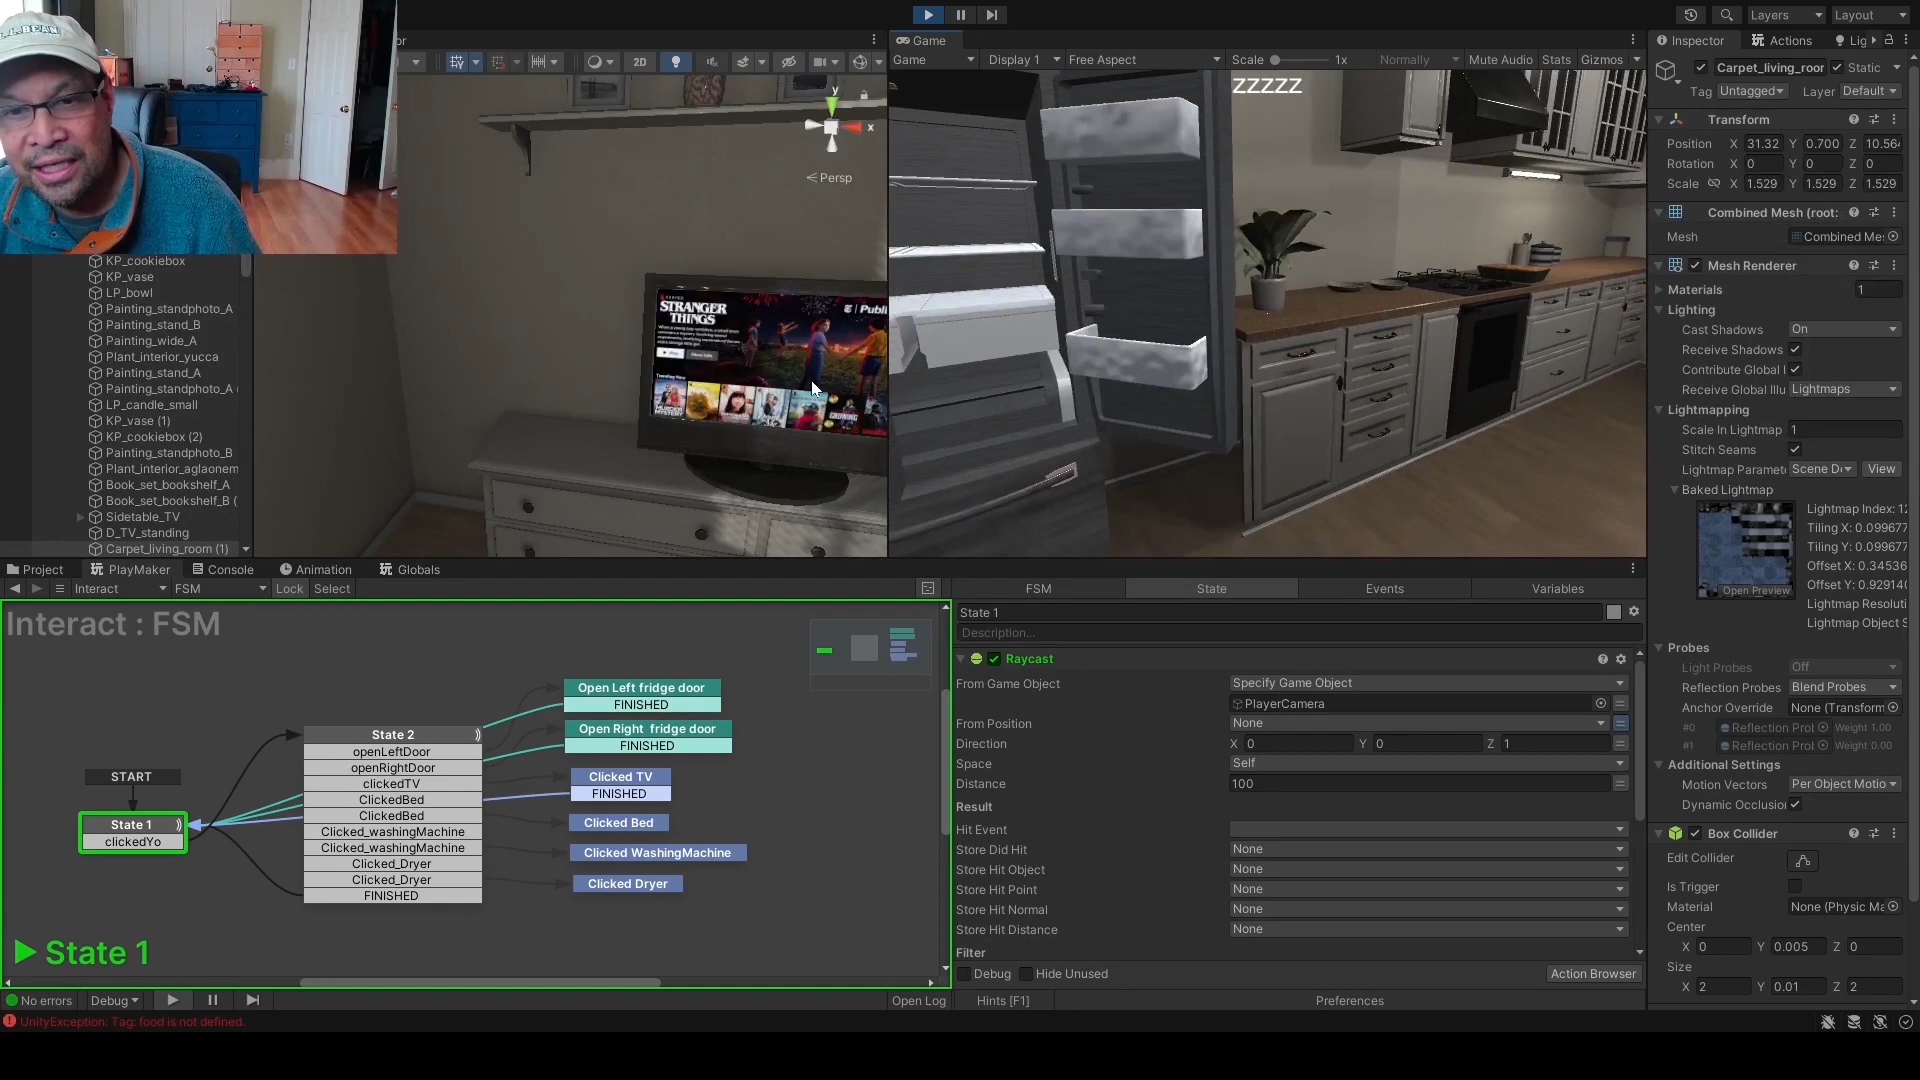 L.L.BEAN
or
Layers
Layout
Game
Inspector
Actions
Lig
2D
Game
Display 1
Free Aspect
Scale
1x
Normally
Mute Audio
Stats
Gizmos
Carpet_living_roor
Static
Tag
Untagged
Layer
Default
y
x
Persp
zzzzz
Transform
Position X 31.32 Y 0.700 Z 10.564
Rotation X 0 Y 0 Z 0
Scale X 1.529 Y 1.529 Z 1.529
Combined Mesh (root:
Mesh
Combined Me:
Mesh Renderer
Materials 1
Lighting
Cast Shadows On
Receive Shadows
Contribute Global I
Receive Global Illu Lightmaps
Lightmapping
Scale In Lightmap 1
Stitch Seams
Lightmap Paramet Scene D View
Baked Lightmap
Lightmap Index: 12
Tiling X: 0.099677
Tiling Y: 0.099677
Offset X: 0.34536
Offset Y: 0.929140
Open Preview
Lightmap Resoluti
Lightmap Object S
Probes
Light Probes Off
Reflection Probes Blend Probes
Anchor Override None (Transform
#0 Reflection Prol Weight 1.00
#1 Reflection Prol Weight 0.00
Additional Settings
Motion Vectors Per Object Motio
Dynamic Occlusio
Box Collider
Edit Collider
Is Trigger
Material None (Physic Ma
Center
X 0 Y 0.005 Z 0
Size
X 2 Y 0.01 Z 2
KP_cookiebox
KP_vase
LP_bowl
Painting_standphoto_A
Painting_stand_B
Painting_wide_A
Plant_interior_yucca
Painting_stand_A
Painting_standphoto_A (
LP_candle_small
KP_vase (1)
KP_cookiebox (2)
Painting_standphoto_B
Plant_interior_aglaonem
Book_set_bookshelf_A
Book_set_bookshelf_B (
Sidetable_TV
D_TV_standing
Carpet_living_room (1)
STRANGER
THINGS
Publi
Project
PlayMaker
Console
Animation
Globals
Interact
FSM
Lock
Select
FSM
State
Events
Variables
Interact : FSM
START
State 1
clickedYo
State 2
openLeftDoor
openRightDoor
clickedTV
ClickedBed
ClickedBed
Clicked_washingMachine
Clicked_washingMachine
Clicked_Dryer
Clicked_Dryer
FINISHED
Open Left fridge door
FINISHED
Open Right fridge door
FINISHED
Clicked TV
FINISHED
Clicked Bed
Clicked WashingMachine
Clicked Dryer
State 1
State 1
Description...
Raycast
From Game Object Specify Game Object
PlayerCamera
From Position None
Direction X 0 Y 0 Z 1
Space Self
Distance 100
Result
Hit Event
Store Did Hit None
Store Hit Object None
Store Hit Point None
Store Hit Normal None
Store Hit Distance None
Filter
Debug
Hide Unused
Action Browser
No errors
Debug
Open Log
Hints [F1]
Preferences
UnityException: Tag: food is not defined.